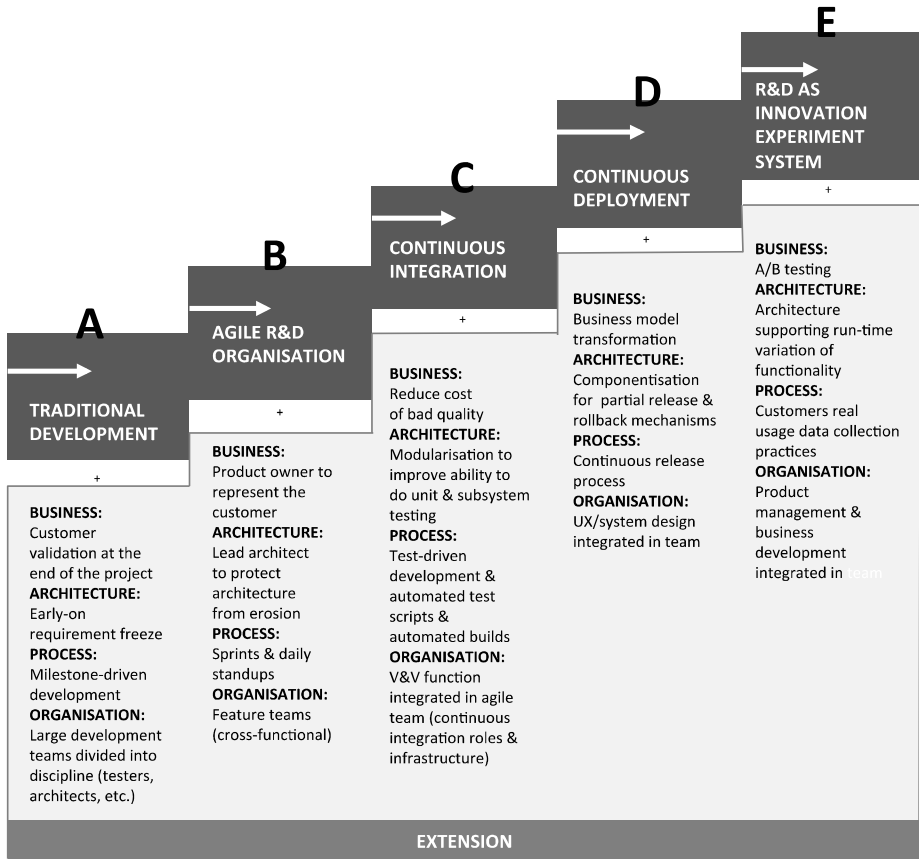 A
TRADITIONAL
DEVELOPMENT
+
BUSINESS:
Customer
validation at the
end of the project
ARCHITECTURE:
Early-on
requirement freeze
PROCESS:
Milestone-driven
development
ORGANISATION:
Large development
teams divided into
discipline (testers,
architects, etc.)
B
AGILE R&D
ORGANISATION
+
BUSINESS:
Product owner to
represent the
customer
ARCHITECTURE:
Lead architect
to protect
architecture
from erosion
PROCESS:
Sprints & daily
standups
ORGANISATION:
Feature teams
(cross-functional)
C
CONTINUOUS
INTEGRATION
+
BUSINESS:
Reduce cost
of bad quality
ARCHITECTURE:
Modularisation to
improve ability to
do unit & subsystem
testing
PROCESS:
Test-driven
development &
automated test
scripts &
automated builds
ORGANISATION:
V&V function
integrated in agile
team (continuous
integration roles &
infrastructure)
D
CONTINUOUS
DEPLOYMENT
+
BUSINESS:
Business model
transformation
ARCHITECTURE:
Componentisation
for partial release &
rollback mechanisms
PROCESS:
Continuous release
process
ORGANISATION:
UX/system design
integrated in team
E
R&D AS
INNOVATION
EXPERIMENT
SYSTEM
+
BUSINESS:
A/B testing
ARCHITECTURE:
Architecture
supporting run-time
variation of
functionality
PROCESS:
Customers real
usage data collection
practices
ORGANISATION:
Product
management &
business
development
integrated in team
EXTENSION